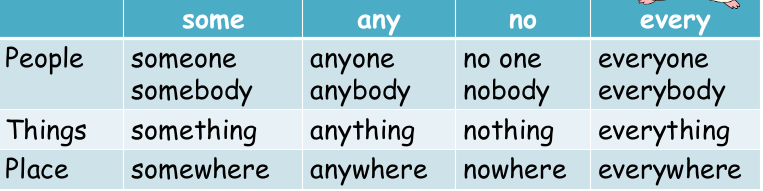 some any no every
People someone anyone no one everyone
somebody anybody nobody everybody
Things something anything nothing everything
Place somewhere anywhere nowhere everywhere